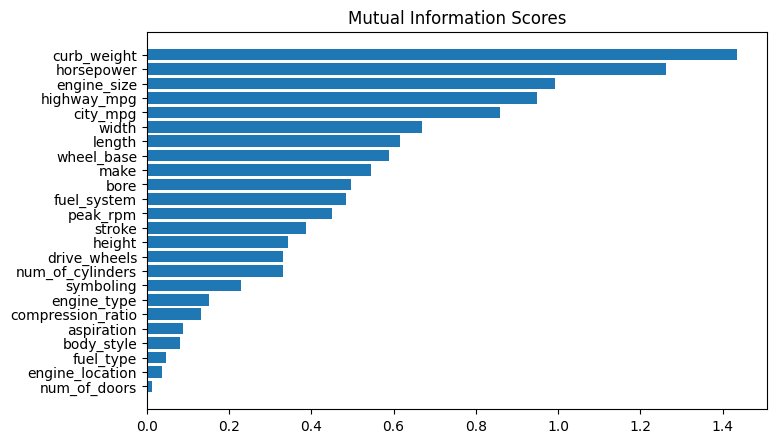 Mutual Information Scores
curb_weight
horsepower
engine_size
highway_mpg
city_mpg
width
length
wheel_base
make
bore
fuel_system
peak_rpm
stroke
height
drive_wheels
num_of_cylinders
symboling
engine_type
compression_ratio
aspiration
body_style
fuel_type
engine_location
num_of_doors
0.0 0.2 0.4 0.6 0.8 1.0 1.2 1.4